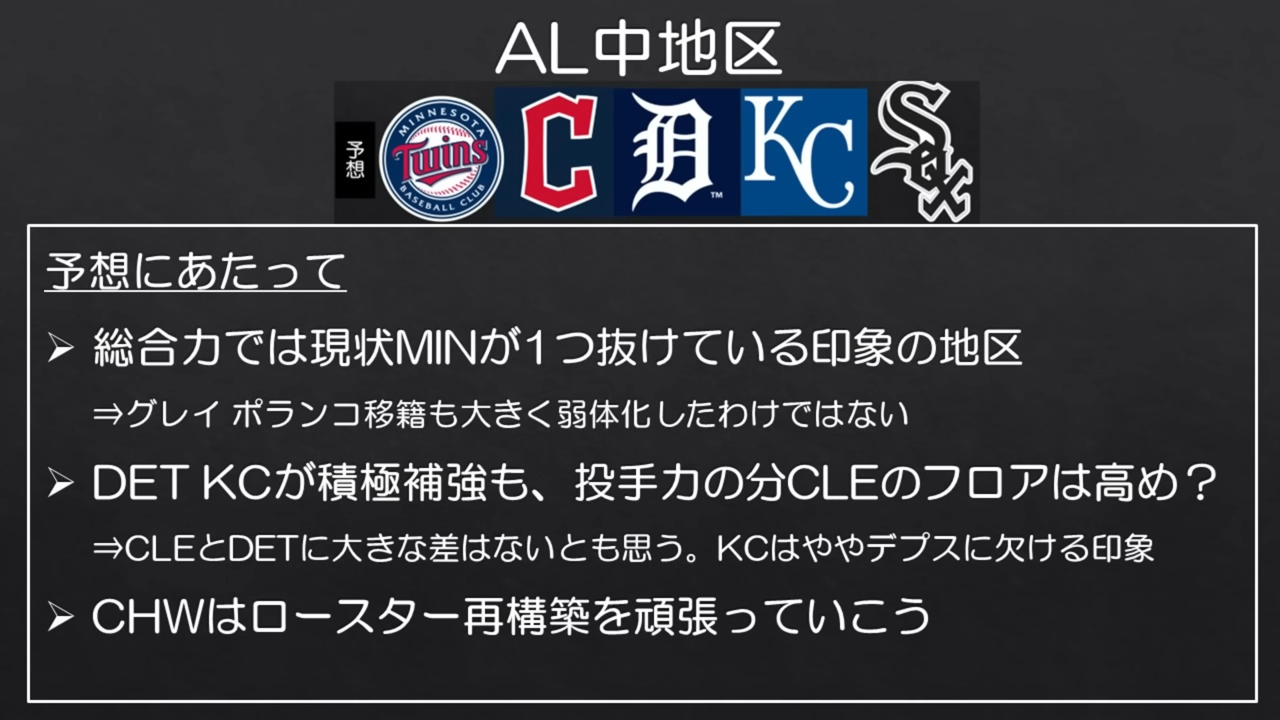 AL中地区
予想
MINNESOTA
Twins
BASEBALL CLUB
C
D
TM
KC
Sox
予想にあたって
➢ 総合力では現状MINが1つ抜けている印象の地区
⇒グレイ ポランコ移籍も大きく弱体化したわけではない
➢ DET KCが積極補強も、投手力の分CLEのフロアは高め？
⇒CLEとDETに大きな差はないとも思う。KCはややデプスに欠ける印象
➢ CHWはロースター再構築を頑張っていこう